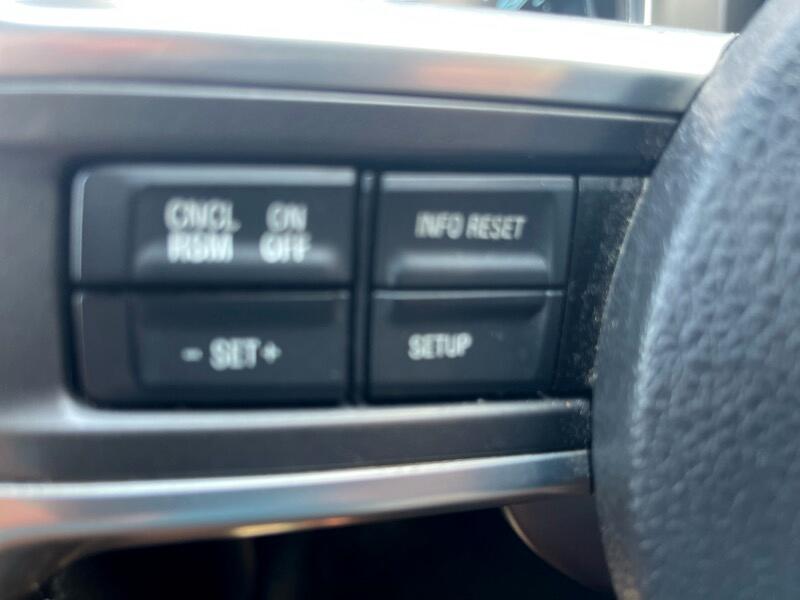 CNCL ON
RSM OFF
INFO RESET
- SET +
SETUP